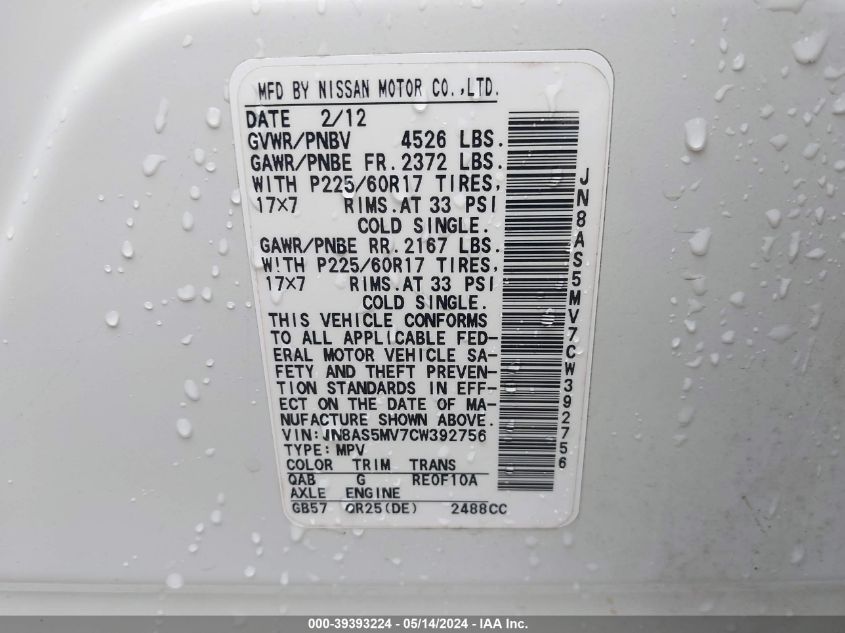 MFD BY NISSAN MOTOR CO.,LTD.
DATE 2/12
GVWR/PNBV 4526 LBS.
GAWR/PNBE FR.2372 LBS.
WITH P225/60R17 TIRES,
17×7 RIMS.AT 33 PSI
COLD SINGLE.
GAWR/PNBE RR.2167 LBS.
WITH P225/60R17 TIRES,
17×7 RIMS.AT 33 PSI
COLD SINGLE.
THIS VEHICLE CONFORMS
TO ALL APPLICABLE FED-
ERAL MOTOR VEHICLE SA-
FETY AND THEFT PREVEN-
TION STANDARDS IN EFF-
ECT ON THE DATE OF MA-
NUFACTURE SHOWN ABOVE.
VIN:JN8AS5MV7CW392756
TYPE:MPV
COLOR TRIM TRANS
QAB G RE0F10A
AXLE ENGINE
GB57 QR25(DE) 2488CC
JN8AS5MV7CW392756
000-39393224 - 05/14/2024 - IAA Inc.